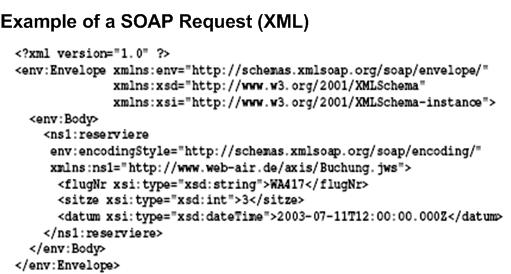 Example of a SOAP Request (XML)
<?xml version="1.0" ?>
<env:Envelope xmlns:env="http://schemas.xmlsoap.org/soap/envelope/"
xmlns:xsd="http://www.w3.org/2001/XMLSchema"
xmlns:xsi="http://www.w3.org/2001/XMLSchema-instance">
<env:Body>
<ns1:reserviere
env:encodingStyle="http://schemas.xmlsoap.org/soap/encoding/"
xmlns:ns1="http://www.web-air.de/axis/Buchung.jws">
<flugNr xsi:type="xsd:string">WA417</flugNr>
<sitze xsi:type="xsd:int">3</sitze>
<datum xsi:type="xsd:dateTime">2003-07-11T12:00:00.000Z</datum>
</ns1:reserviere>
</env:Body>
</env:Envelope>